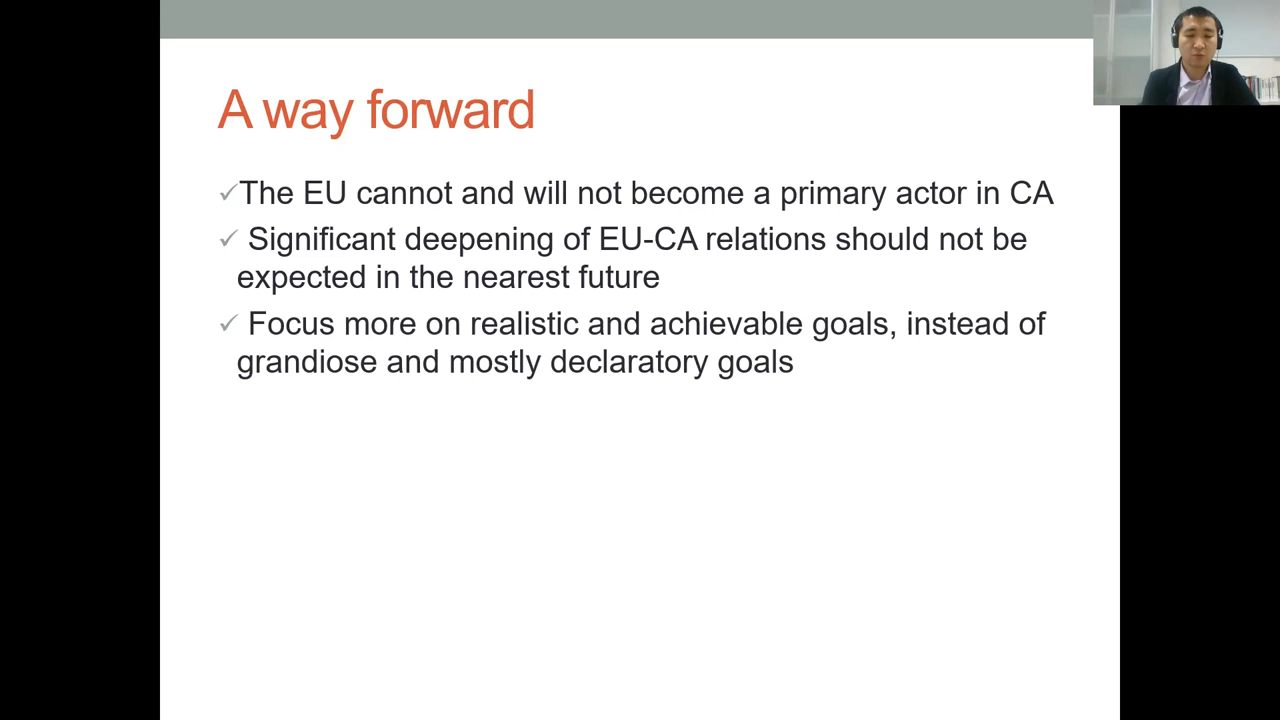 A way forward
✓The EU cannot and will not become a primary actor in CA
✓ Significant deepening of EU-CA relations should not be
expected in the nearest future
✓ Focus more on realistic and achievable goals, instead of
grandiose and mostly declaratory goals